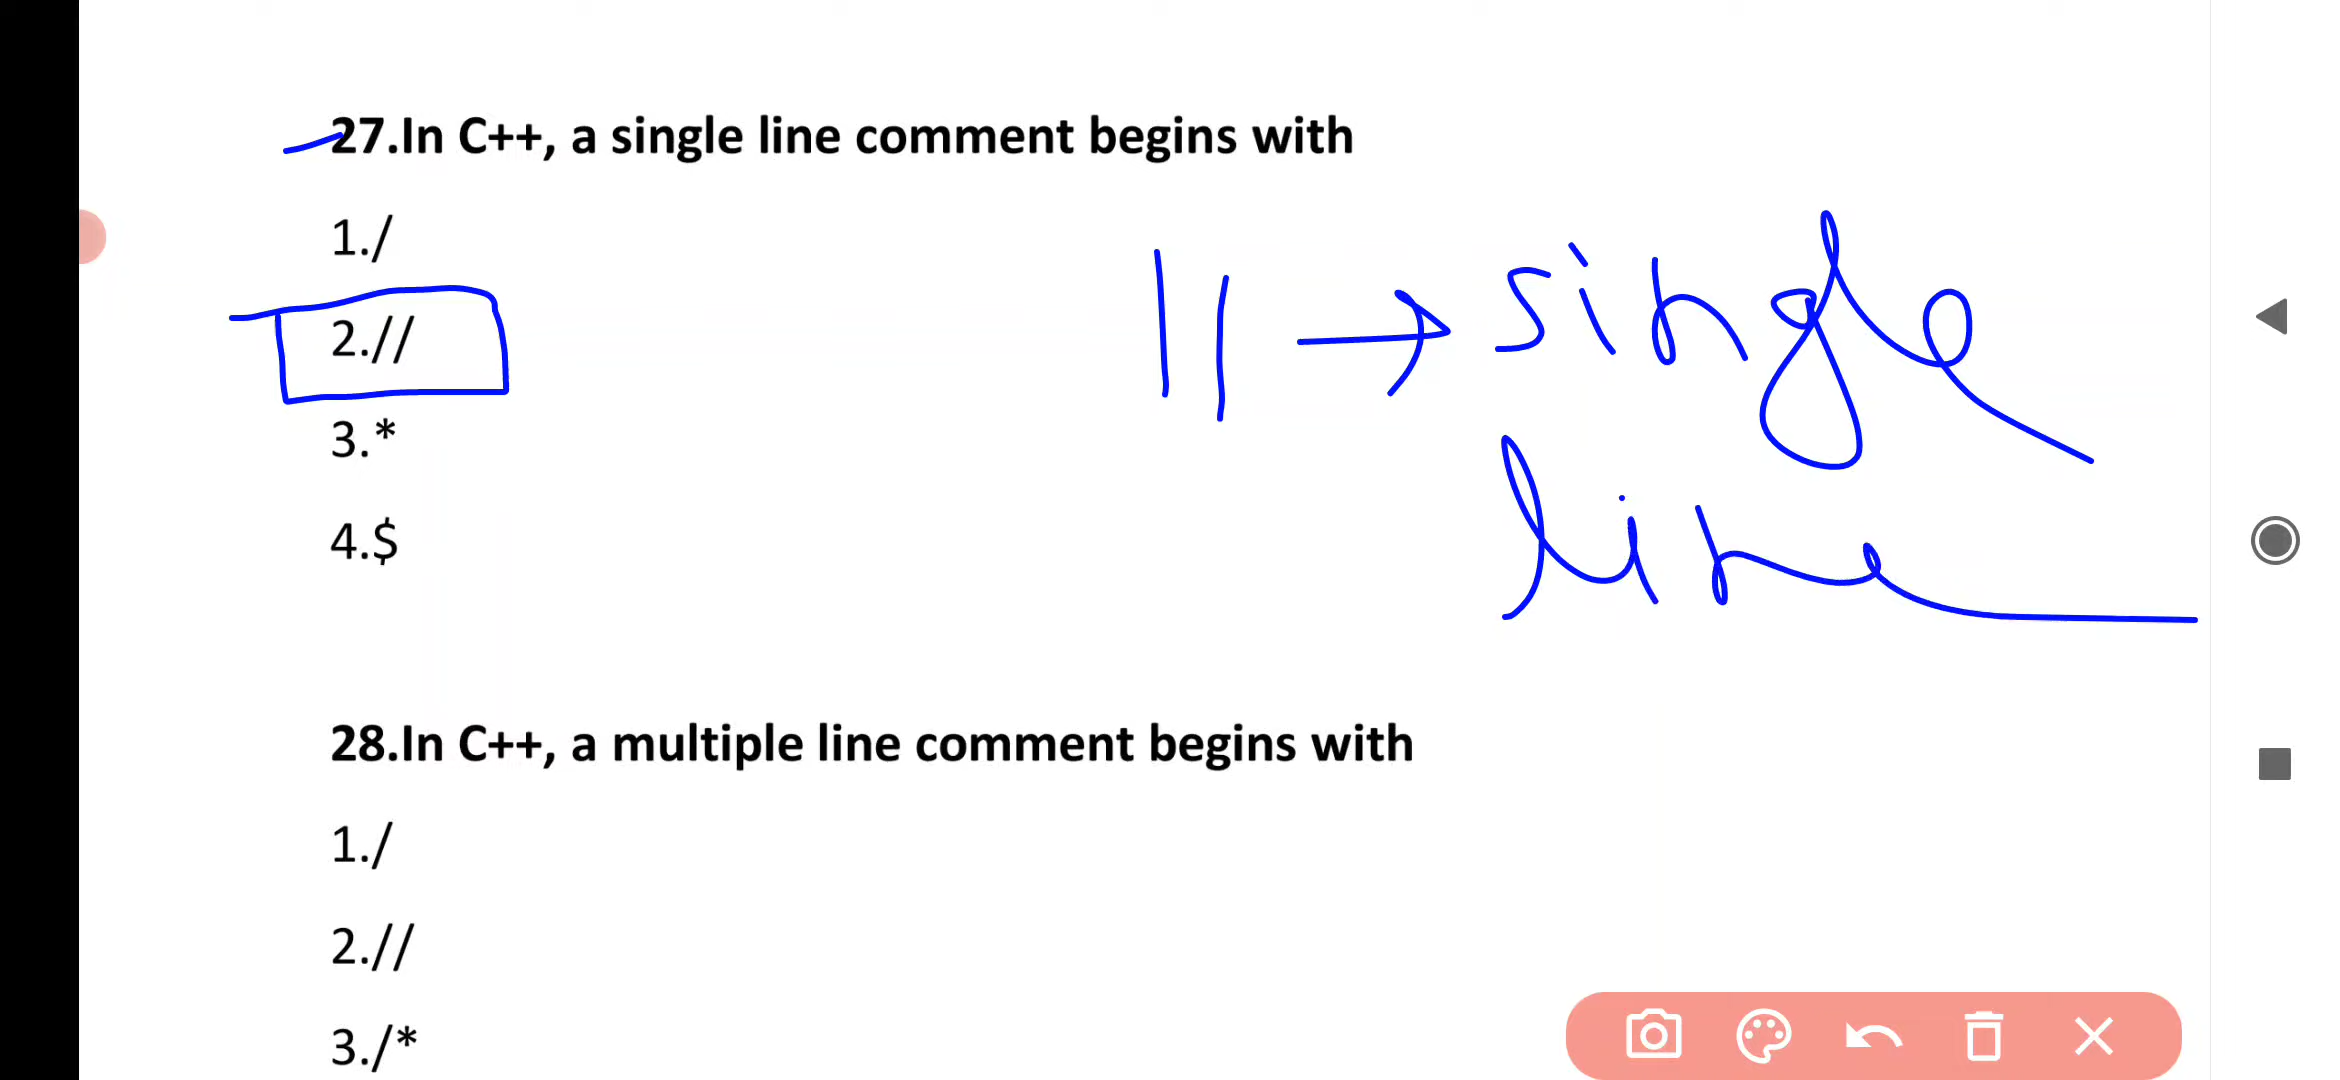 27.In C++, a single line comment begins with
1./
2.//
3.*
4.$
// → single
line
28.In C++, a multiple line comment begins with
1./
2.//
3./*